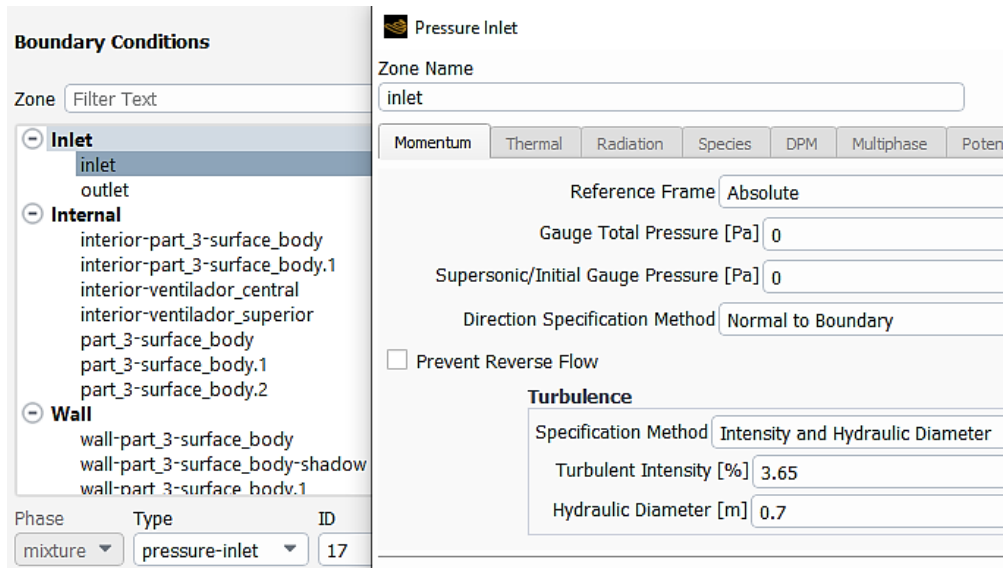 Boundary Conditions
Zone Filter Text
Inlet
inlet
outlet
Internal
interior-part_3-surface_body
interior-part_3-surface_body.1
interior-ventilador_central
interior-ventilador_superior
part_3-surface_body
part_3-surface_body.1
part_3-surface_body.2
Wall
wall-part_3-surface_body
wall-part_3-surface_body-shadow
wall-part_3-surface_body.1
Phase Type ID
mixture pressure-inlet 17
Pressure Inlet
Zone Name
inlet
Momentum Thermal Radiation Species DPM Multiphase Poten
Reference Frame Absolute
Gauge Total Pressure [Pa] 0
Supersonic/Initial Gauge Pressure [Pa] 0
Direction Specification Method Normal to Boundary
Prevent Reverse Flow
Turbulence
Specification Method Intensity and Hydraulic Diameter
Turbulent Intensity [%] 3.65
Hydraulic Diameter [m] 0.7